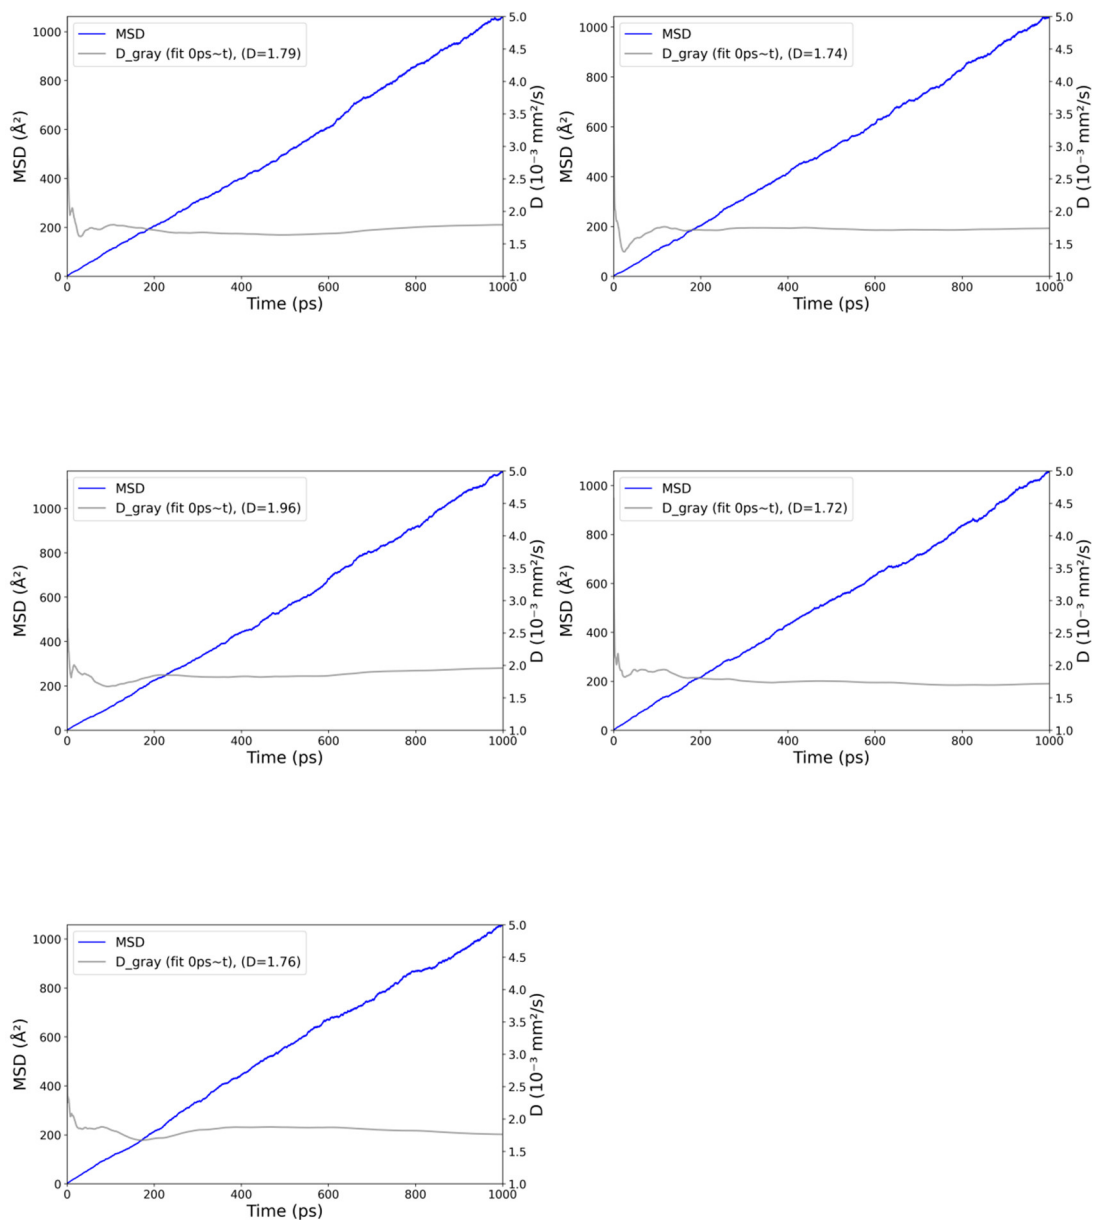 MSD
D_gray (fit 0ps~t), (D=1.79)
MSD (Å²)
1000
800
600
400
200
0
5.0
4.5
4.0
3.5
3.0
2.5
2.0
1.5
1.0
D (10⁻³ mm²/s)
0 200 400 600 800 1000
Time (ps)
MSD
D_gray (fit 0ps~t), (D=1.74)
MSD (Å²)
1000
800
600
400
200
0
5.0
4.5
4.0
3.5
3.0
2.5
2.0
1.5
1.0
D (10⁻³ mm²/s)
0 200 400 600 800 1000
Time (ps)
MSD
D_gray (fit 0ps~t), (D=1.96)
MSD (Å²)
1000
800
600
400
200
0
5.0
4.5
4.0
3.5
3.0
2.5
2.0
1.5
1.0
D (10⁻³ mm²/s)
0 200 400 600 800 1000
Time (ps)
MSD
D_gray (fit 0ps~t), (D=1.72)
MSD (Å²)
1000
800
600
400
200
0
5.0
4.5
4.0
3.5
3.0
2.5
2.0
1.5
1.0
D (10⁻³ mm²/s)
0 200 400 600 800 1000
Time (ps)
MSD
D_gray (fit 0ps~t), (D=1.76)
MSD (Å²)
1000
800
600
400
200
0
5.0
4.5
4.0
3.5
3.0
2.5
2.0
1.5
1.0
D (10⁻³ mm²/s)
0 200 400 600 800 1000
Time (ps)